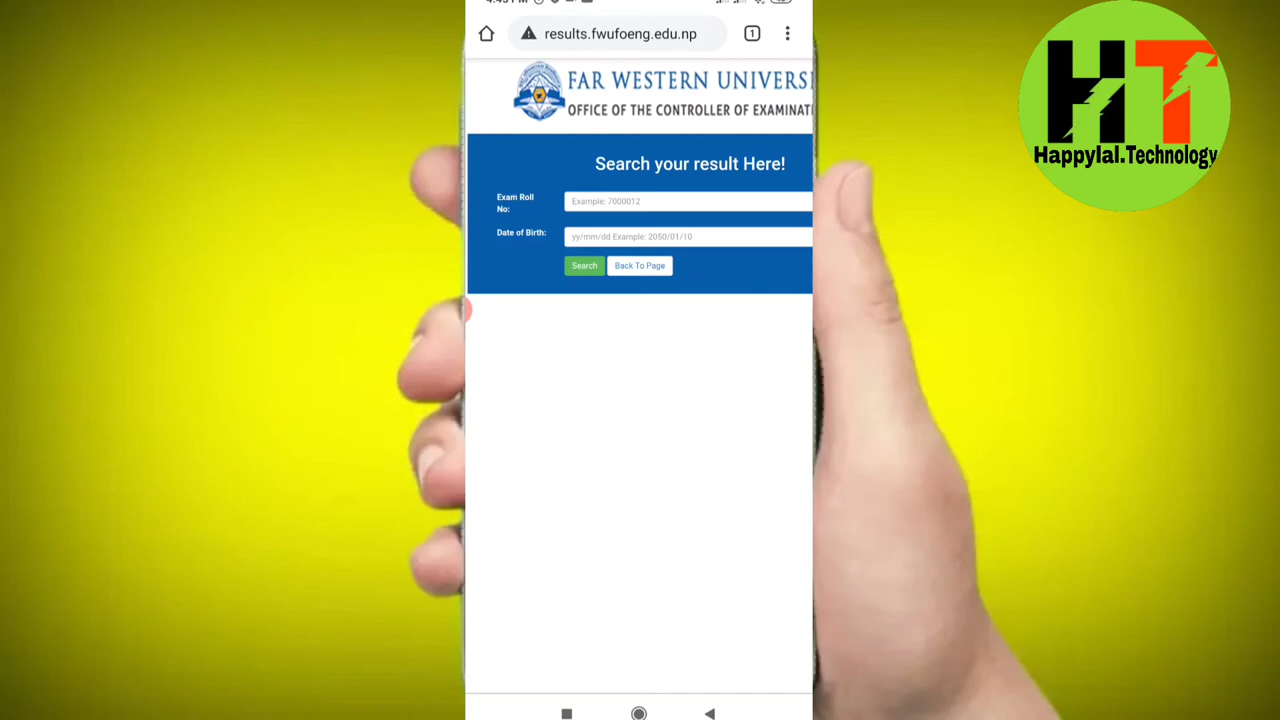 results.fwufoeng.edu.np
1
FAR WESTERN UNIVERSI
OFFICE OF THE CONTROLLER OF EXAMINAT
Search your result Here!
Exam Roll
No:
Example: 7000012
Date of Birth:
yy/mm/dd Example: 2050/01/10
Search
Back To Page
HT
Happylal.Technology